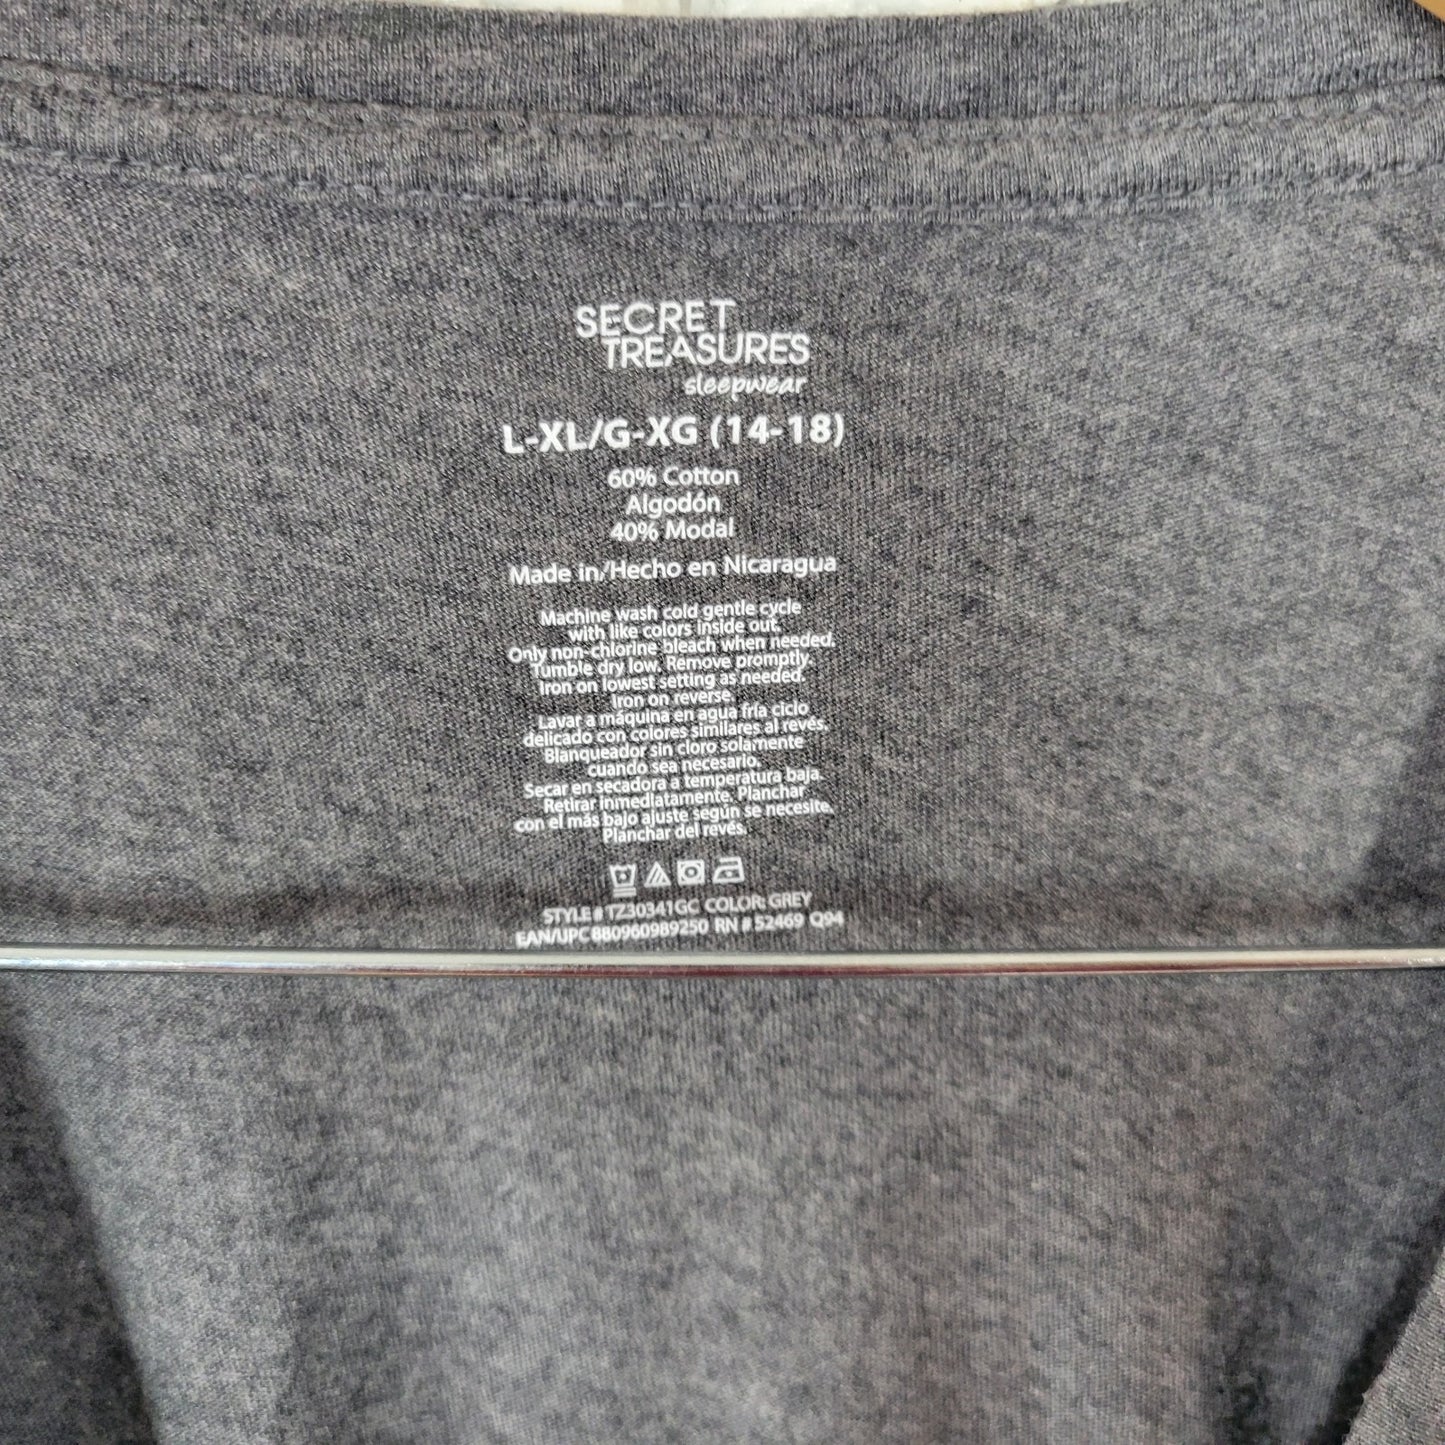 SECRET
TREASURES
sleepwear
L-XL/G-XG (14-18)
60% Cotton
Algodón
40% Modal
Made in/Hecho en Nicaragua
Machine wash cold gentle cycle
with like colors inside out.
Only non-chlorine bleach when needed.
Tumble dry low. Remove promptly.
Iron on lowest setting as needed.
Iron on reverse.
Lavar a máquina en agua fría ciclo
delicado con colores similares al revés.
Blanqueador sin cloro solamente
cuando sea necesario.
Secar en secadora a temperatura baja.
Retirar inmediatamente. Planchar
con el más bajo ajuste según se necesite.
Planchar del revés.
STYLE # TZ30341GC COLOR: GREY
EAN/UPC 880960989250 RN # 52469 Q94